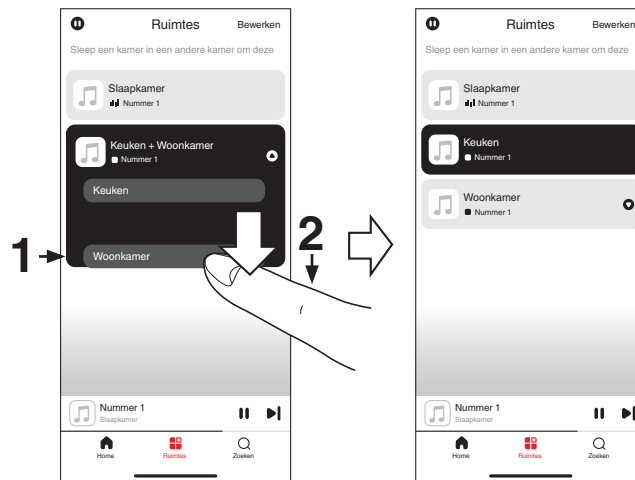 Ruimtes Bewerken
Sleep een kamer in een andere kamer om deze
Slaapkamer
Nummer 1
Keuken + Woonkamer
Nummer 1
Keuken
Woonkamer
1
2
Nummer 1
Slaapkamer
Home Ruimtes Zoeken
Ruimtes Bewerken
Sleep een kamer in een andere kamer om deze
Slaapkamer
Nummer 1
Keuken
Nummer 1
Woonkamer
Nummer 1
Nummer 1
Slaapkamer
Home Ruimtes Zoeken